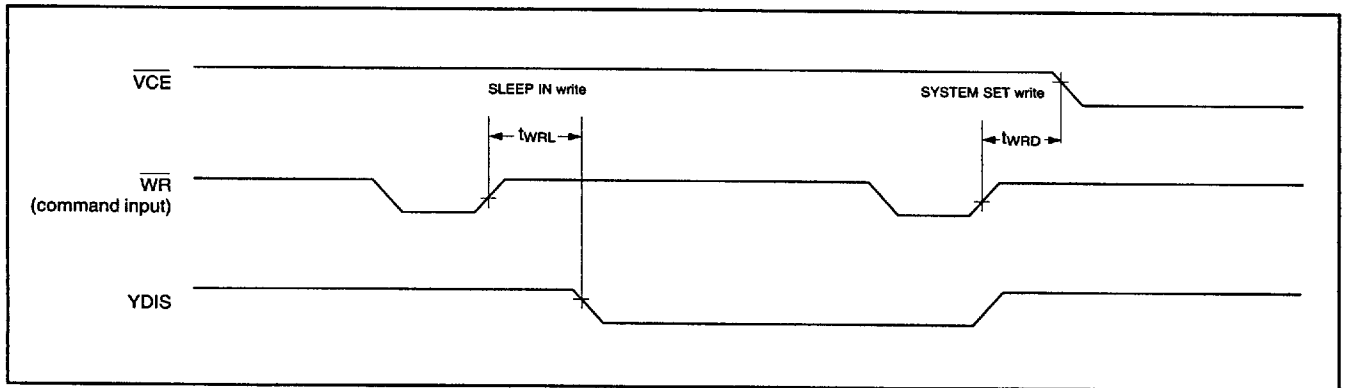 VCE
SLEEP IN write
SYSTEM SET write
tWRL
tWRD
WR
(command input)
YDIS